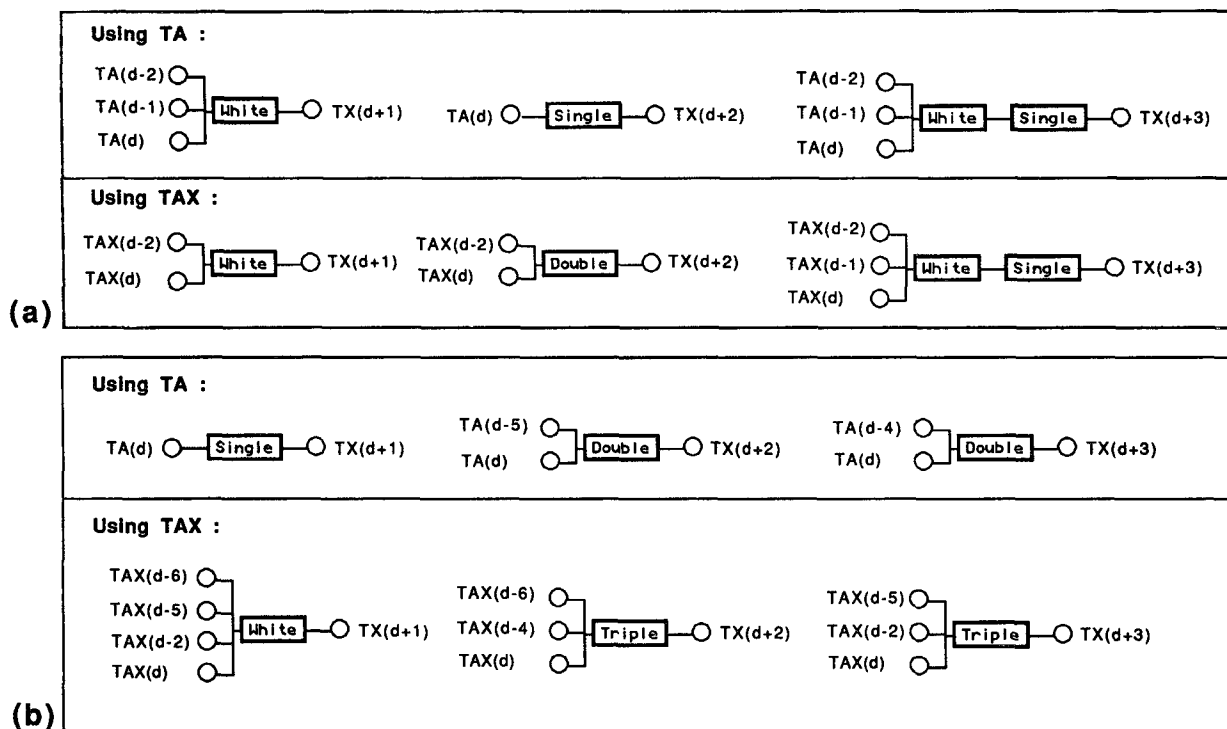 Using TA :
TA(d-2)
TA(d-1)
TA(d)
White
TX(d+1)
TA(d)
Single
TX(d+2)
TA(d-2)
TA(d-1)
TA(d)
White
Single
TX(d+3)
Using TAX :
TAX(d-2)
TAX(d)
White
TX(d+1)
TAX(d-2)
TAX(d)
Double
TX(d+2)
TAX(d-2)
TAX(d-1)
TAX(d)
White
Single
TX(d+3)
(a)
Using TA :
TA(d)
Single
TX(d+1)
TA(d-5)
TA(d)
Double
TX(d+2)
TA(d-4)
TA(d)
Double
TX(d+3)
Using TAX :
TAX(d-6)
TAX(d-5)
TAX(d-2)
TAX(d)
White
TX(d+1)
TAX(d-6)
TAX(d-4)
TAX(d)
Triple
TX(d+2)
TAX(d-5)
TAX(d-2)
TAX(d)
Triple
TX(d+3)
(b)